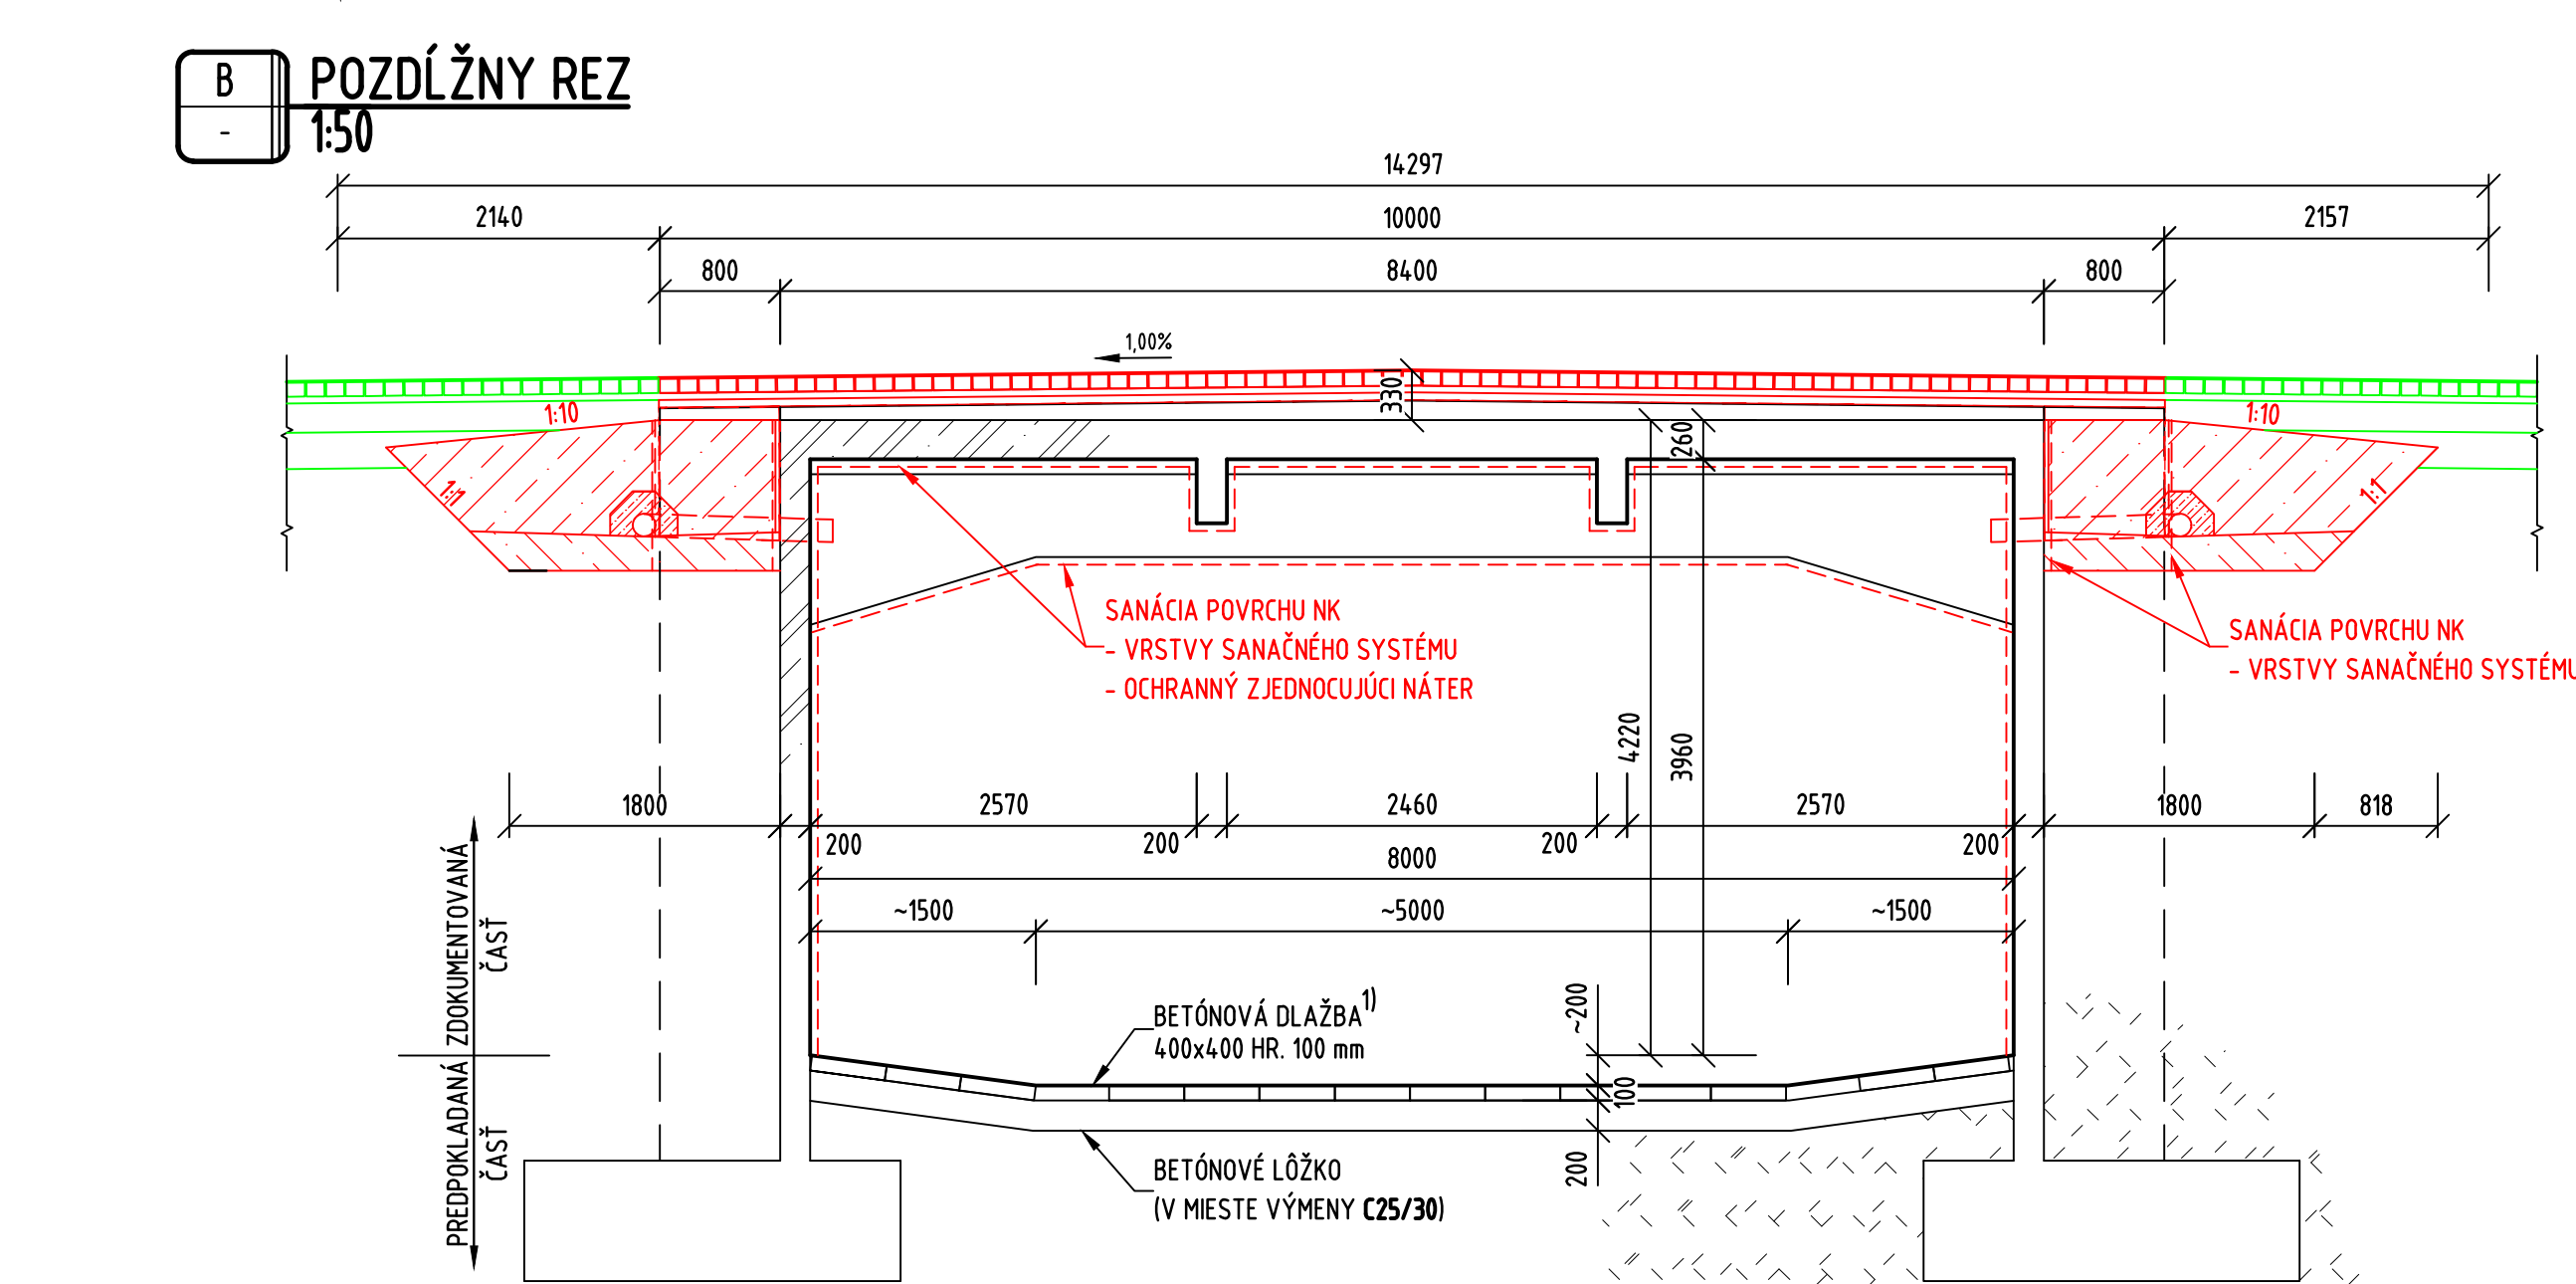 B
-
POZDĹŽNY REZ
1:50
14297
2140
10000
2157
800
8400
800
1,00%
330
1:10
1:10
260
1:1
1:1
SANÁCIA POVRCHU NK
- VRSTVY SANAČNÉHO SYSTÉMU
- OCHRANNÝ ZJEDNOCUJÚCI NÁTER
SANÁCIA POVRCHU NK
- VRSTVY SANAČNÉHO SYSTÉMU
4220
3960
1800
2570
2460
2570
1800
818
200
200
200
200
8000
~1500
~5000
~1500
ZDOKUMENTOVANÁ
ČASŤ
PREDPOKLADANÁ
ČASŤ
BETÓNOVÁ DLAŽBA1)
400x400 HR. 100 mm
~200
100
200
BETÓNOVÉ LÔŽKO
(V MIESTE VÝMENY C25/30)